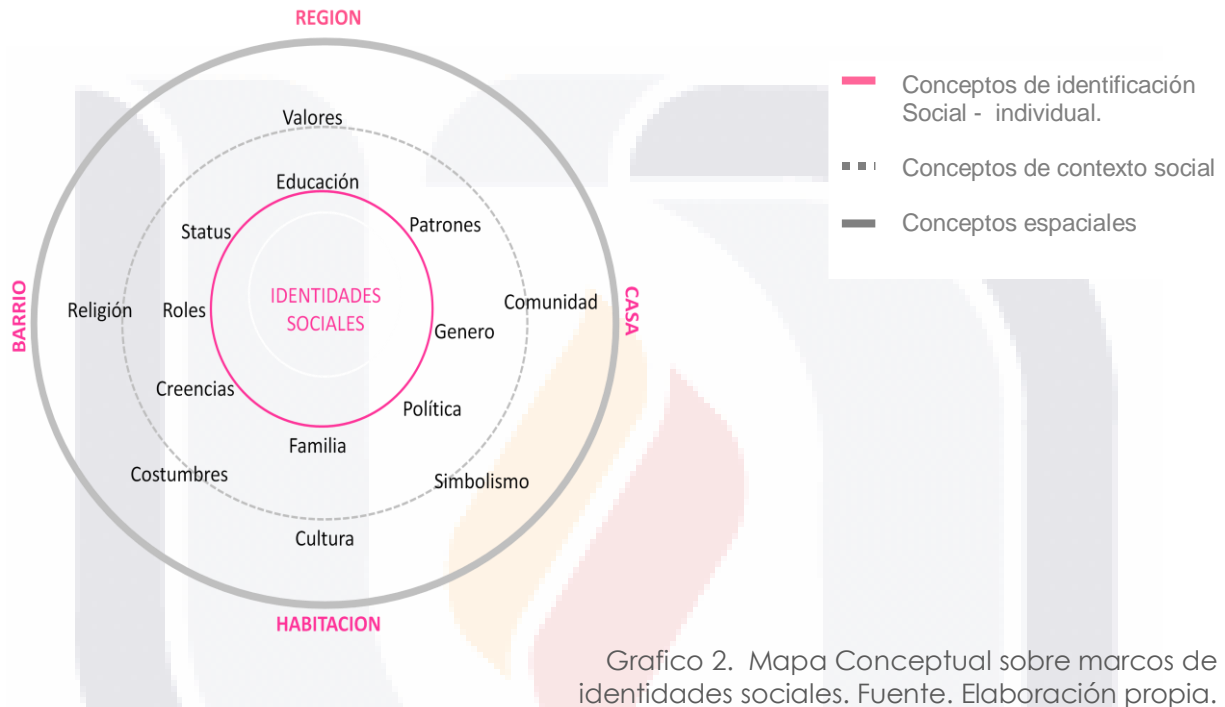 REGION
Valores
Educación
Status
Patrones
BARRIO
Religión
Roles
IDENTIDADES
SOCIALES
Comunidad
CASA
Genero
Creencias
Política
Familia
Costumbres
Simbolismo
Cultura
HABITACION
Conceptos de identificación
Social - individual.
Conceptos de contexto social
Conceptos espaciales
Grafico 2. Mapa Conceptual sobre marcos de
identidades sociales. Fuente. Elaboración propia.